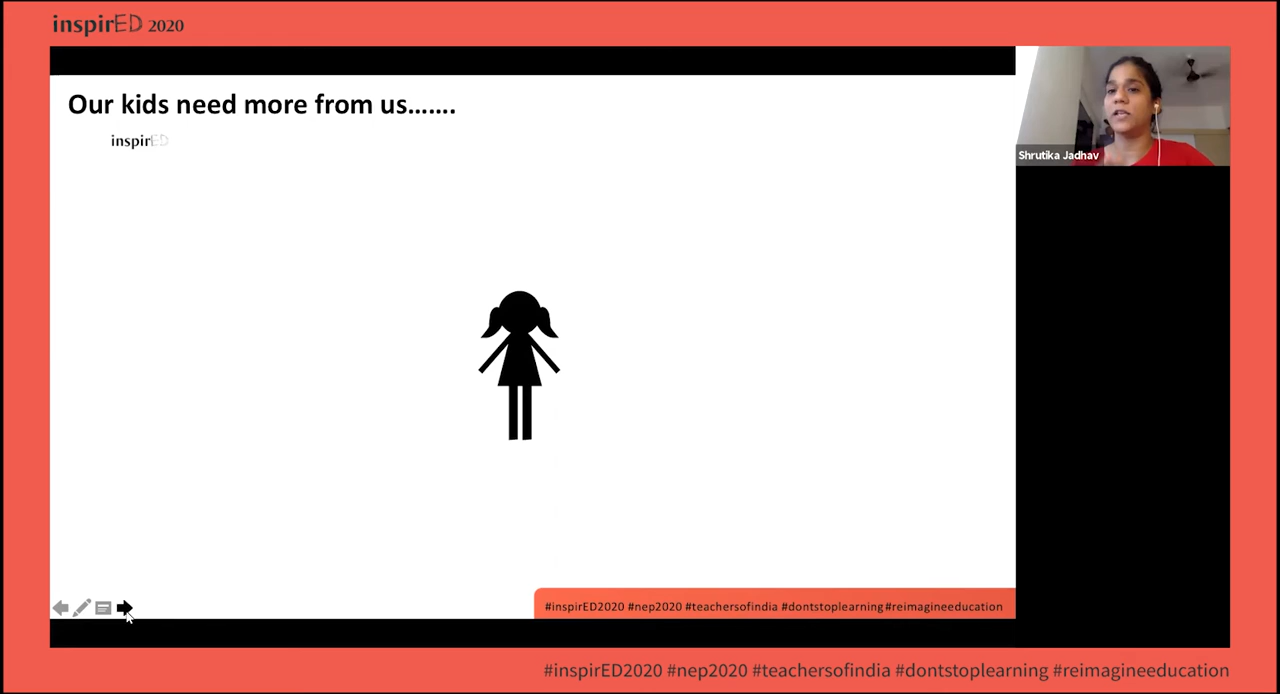 inspirED 2020
Our kids need more from us.......
inspirED
Shrutika Jadhav
#inspirED2020 #nep2020 #teachersofindia #dontstoplearning #reimagineeducation
#inspirED2020 #nep2020 #teachersofindia #dontstoplearning #reimagineeducation